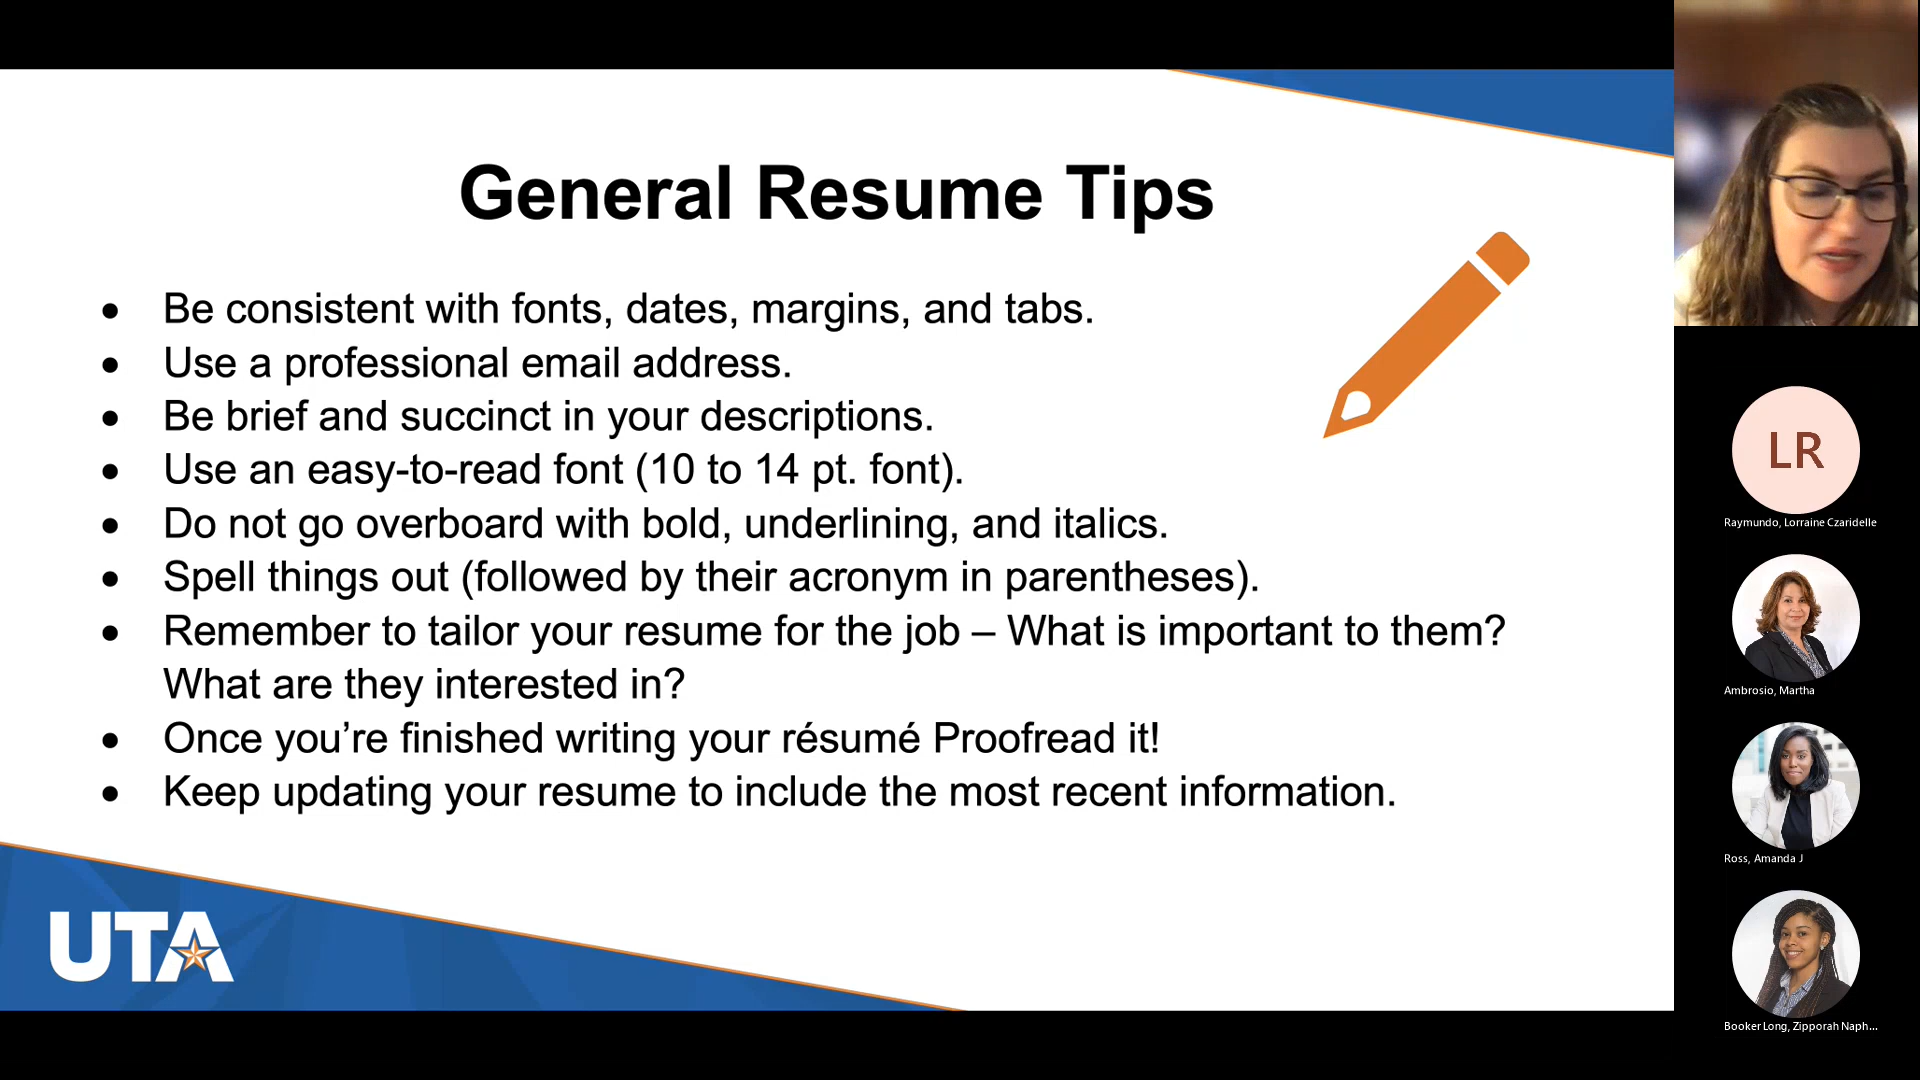 General Resume Tips
• Be consistent with fonts, dates, margins, and tabs.
• Use a professional email address.
• Be brief and succinct in your descriptions.
• Use an easy-to-read font (10 to 14 pt. font).
• Do not go overboard with bold, underlining, and italics.
• Spell things out (followed by their acronym in parentheses).
• Remember to tailor your resume for the job – What is important to them?
What are they interested in?
• Once you’re finished writing your résumé Proofread it!
• Keep updating your resume to include the most recent information.
UTA
LR
Raymundo, Lorraine Czaridelle
Ambrosio, Martha
Ross, Amanda J
Booker Long, Zipporah Naph...